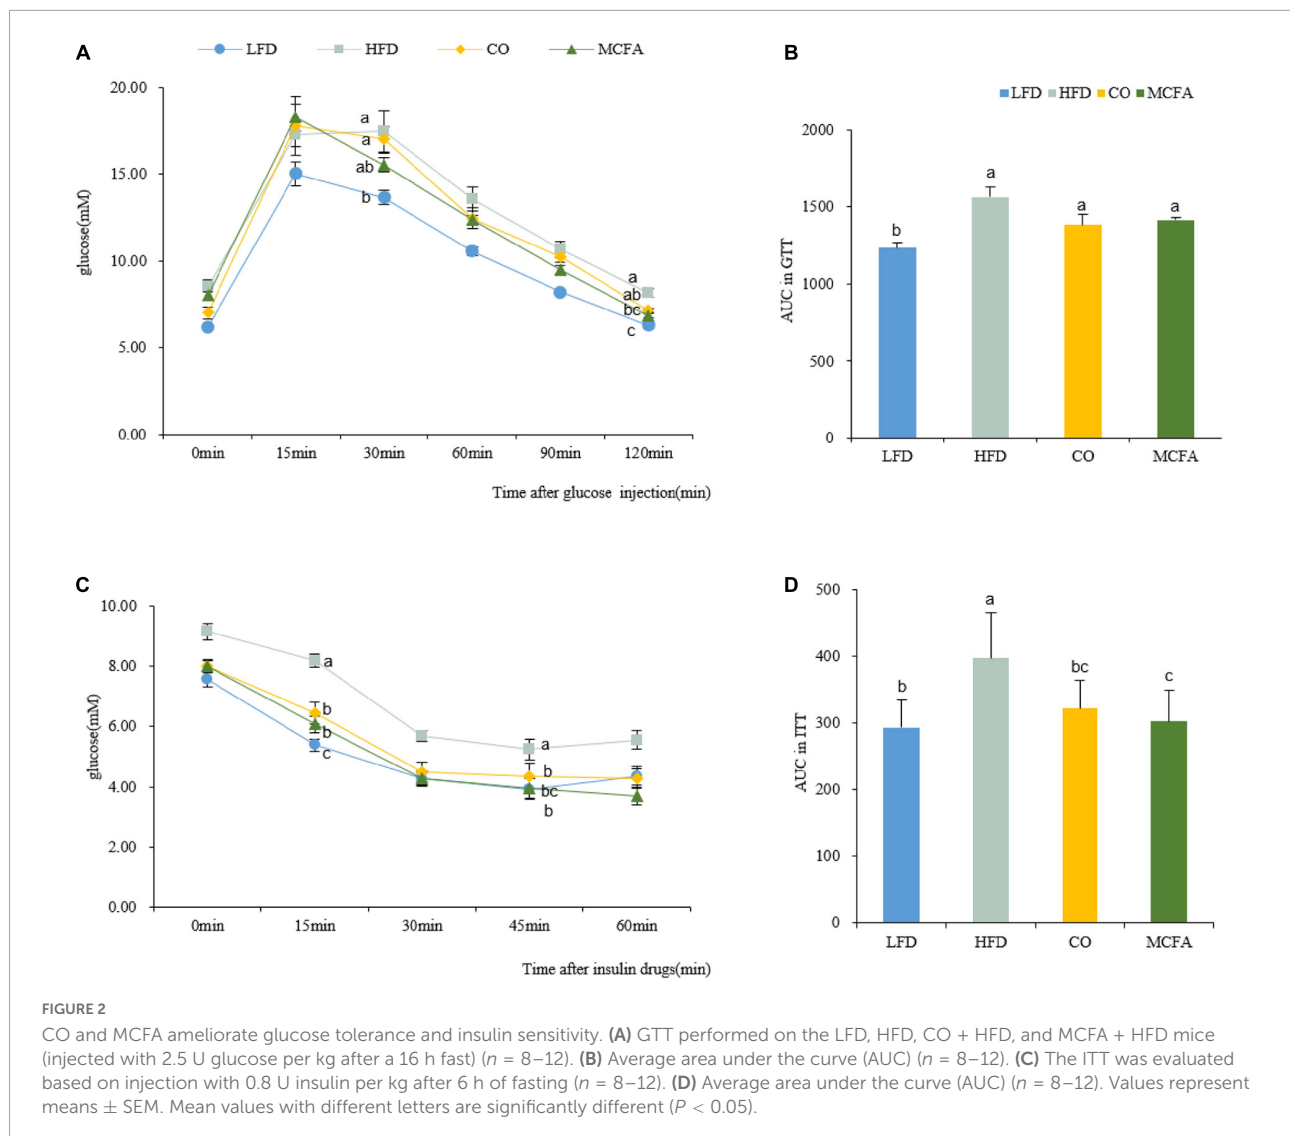 A
LFD HFD CO MCFA
20.00
15.00
10.00
5.00
0.00
glucose(mM)
a
a
ab
b
a
ab
bc
c
0min 15min 30min 60min 90min 120min
Time after glucose injection(min)
B
LFD HFD CO MCFA
2000
1500
1000
500
0
AUC in GTT
b
a
a
a
LFD HFD CO MCFA
C
10.00
8.00
6.00
4.00
2.00
0.00
glucose(mM)
a
b
b
c
a
b
bc
b
0min 15min 30min 45min 60min
Time after insulin drugs(min)
D
500
400
300
200
100
0
AUC in ITT
b
a
bc
c
LFD HFD CO MCFA
FIGURE 2
CO and MCFA ameliorate glucose tolerance and insulin sensitivity. (A) GTT performed on the LFD, HFD, CO + HFD, and MCFA + HFD mice
(injected with 2.5 U glucose per kg after a 16 h fast) (n = 8–12). (B) Average area under the curve (AUC) (n = 8–12). (C) The ITT was evaluated
based on injection with 0.8 U insulin per kg after 6 h of fasting (n = 8–12). (D) Average area under the curve (AUC) (n = 8–12). Values represent
means ± SEM. Mean values with different letters are significantly different (P < 0.05).